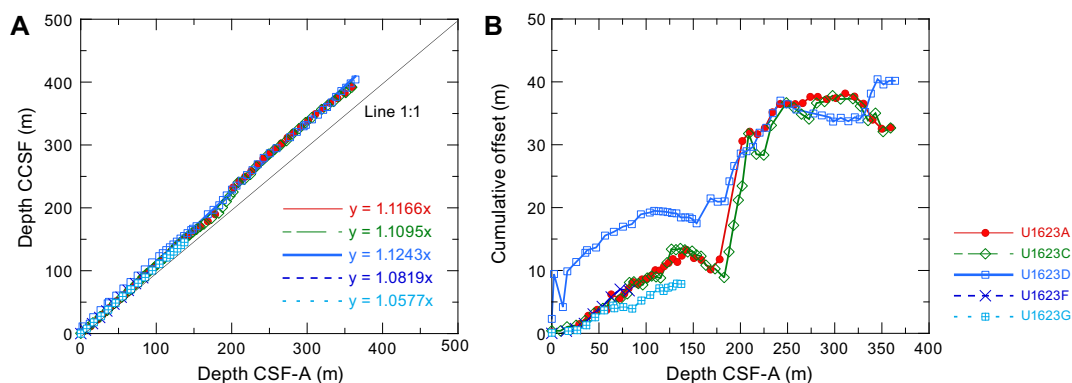 A
500
400
300
200
100
0
Depth CCSF (m)
Line 1:1
y = 1.1166x
y = 1.1095x
y = 1.1243x
y = 1.0819x
y = 1.0577x
0 100 200 300 400 500
Depth CSF-A (m)
B
50
40
30
20
10
0
Cumulative offset (m)
0 50 100 150 200 250 300 350 400
Depth CSF-A (m)
U1623A
U1623C
U1623D
U1623F
U1623G